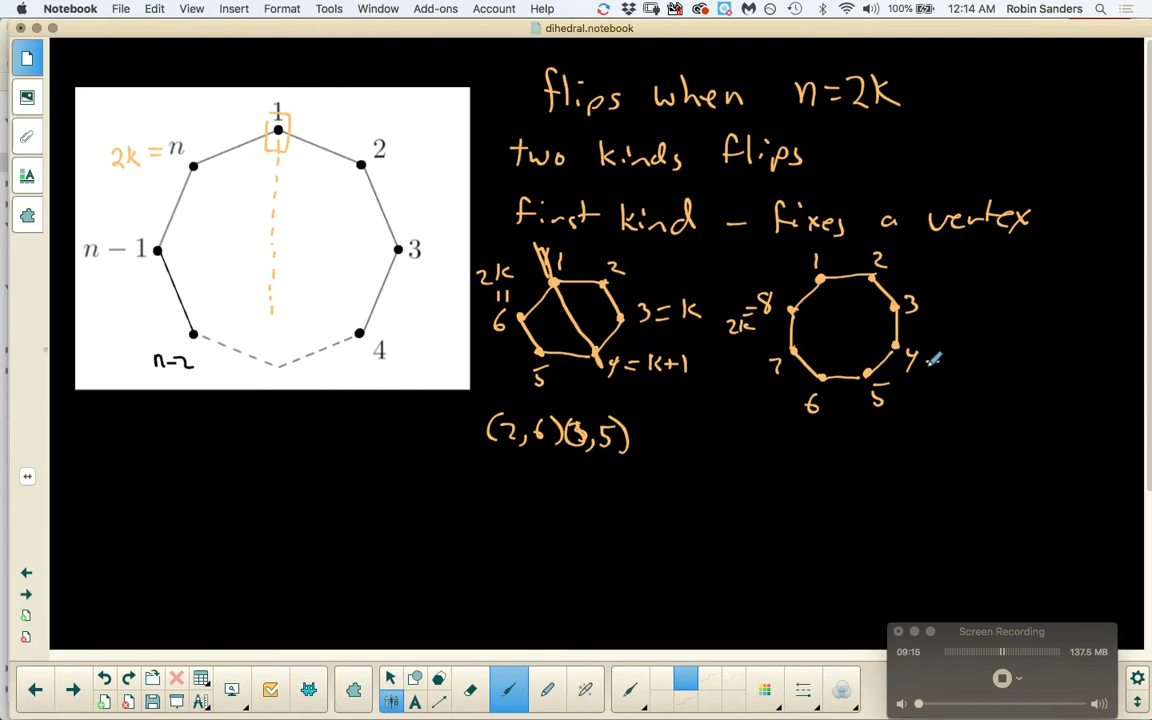 Notebook File Edit View Insert Format Tools Window Add-ons Account Help 100% 12:14 AM Robin Sanders
dihedral.notebook
flips when n=2k
two kinds flips
first kind – fixes a vertex
1
2k = n
2
n − 1
3
n-2
4
2k
11
1
2
6
3 = k
5
4 = k+1
1
2
=8
2k
3
7
4 -
6
5
(2,6)(3,5)
Screen Recording
09:15 137.5 MB
A